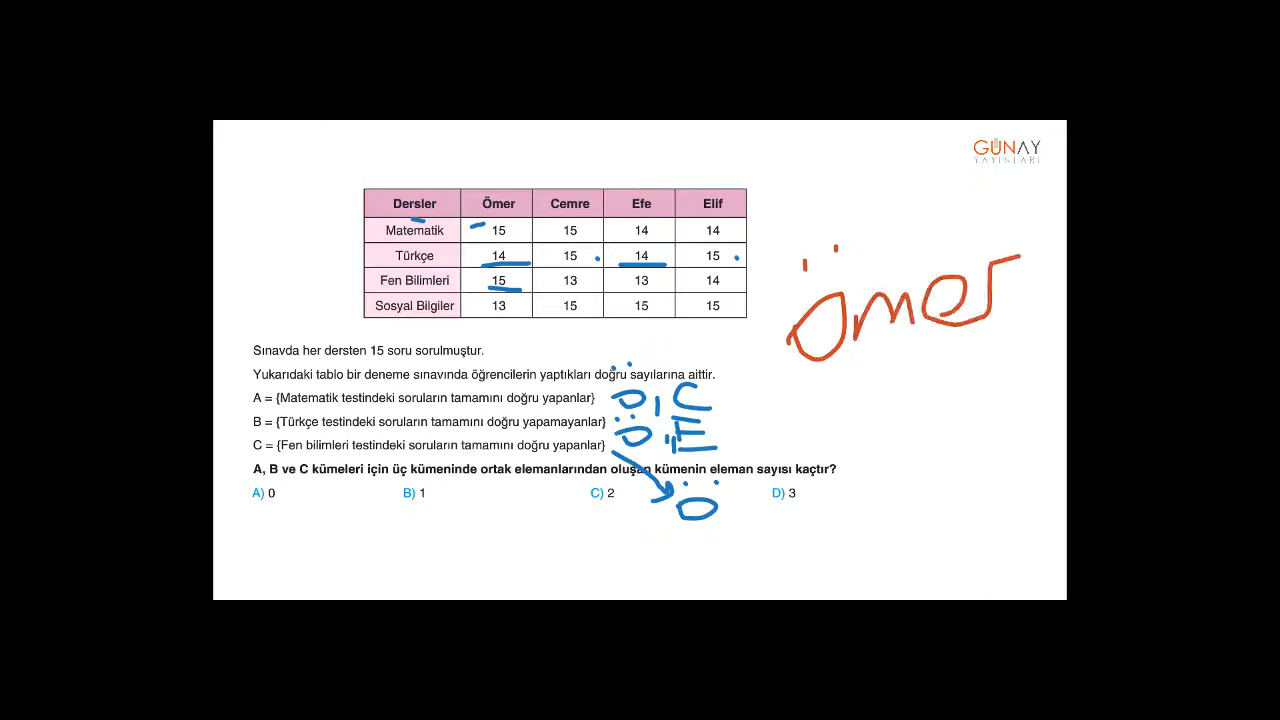 GÜNAY
YAYINLARI
Dersler Ömer Cemre Efe Elif
Matematik 15 15 14 14
Türkçe 14 15 14 15
Fen Bilimleri 15 13 13 14
Sosyal Bilgiler 13 15 15 15
ömer
Sınavda her dersten 15 soru sorulmuştur.
Yukarıdaki tablo bir deneme sınavında öğrencilerin yaptıkları doğru sayılarına aittir.
A = {Matematik testindeki soruların tamamını doğru yapanlar} Ö, C
B = {Türkçe testindeki soruların tamamını doğru yapamayanlar} Ö, E
C = {Fen bilimleri testindeki soruların tamamını doğru yapanlar}
A, B ve C kümeleri için üç kümeninde ortak elemanlarından oluşan kümenin eleman sayısı kaçtır?
A) 0 B) 1 C) 2 D) 3
Ö